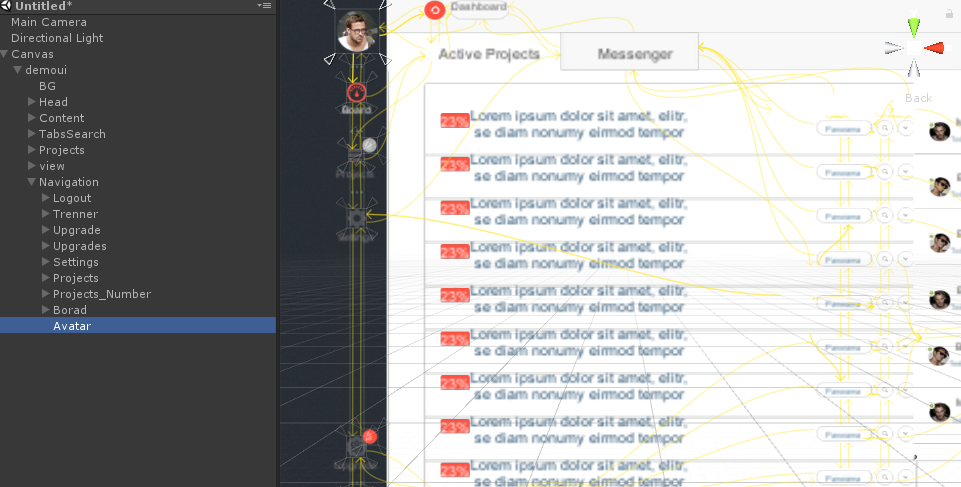 Untitled*
Main Camera
Directional Light
Canvas
demoui
BG
Head
Content
TabsSearch
Projects
view
Navigation
Logout
Trenner
Upgrade
Upgrades
Settings
Projects
Projects_Number
Borad
Avatar
Dashboard
Active Projects
Messenger
Back
Board
Projects
Settings
23%
Lorem ipsum dolor sit amet, elitr,
se diam nonumy eirmod tempor
Panorama
23%
Lorem ipsum dolor sit amet, elitr,
se diam nonumy eirmod tempor
Panorama
23%
Lorem ipsum dolor sit amet, elitr,
se diam nonumy eirmod tempor
Panorama
23%
Lorem ipsum dolor sit amet, elitr,
se diam nonumy eirmod tempor
Panorama
23%
Lorem ipsum dolor sit amet, elitr,
se diam nonumy eirmod tempor
Panorama
23%
Lorem ipsum dolor sit amet, elitr,
se diam nonumy eirmod tempor
Panorama
23%
Lorem ipsum dolor sit amet, elitr,
se diam nonumy eirmod tempor
Panorama
23%
Lorem ipsum dolor sit amet, elitr,
se diam nonumy eirmod tempor
Panorama
23%
Lorem ipsum dolor sit amet, elitr,
se diam nonumy eirmod tempor
Panorama